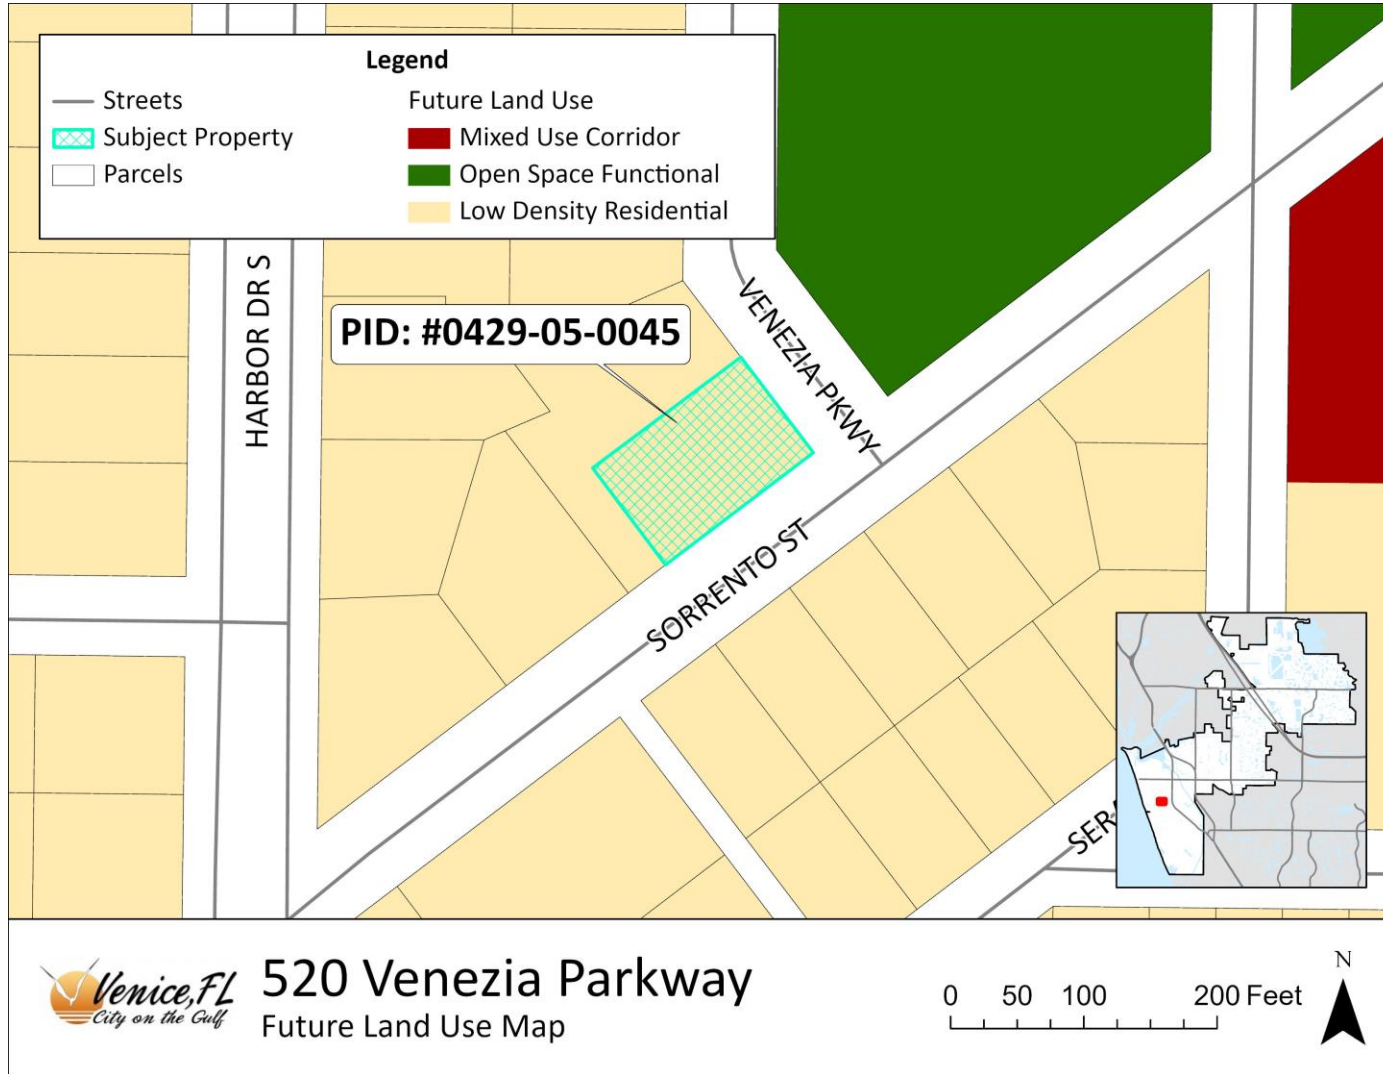 Legend
Streets
Subject Property
Parcels
Future Land Use
Mixed Use Corridor
Open Space Functional
Low Density Residential
HARBOR DR S
PID: #0429-05-0045
VENEZIA PKWY
SORRENTO ST
Venice, FL
City on the Gulf
520 Venezia Parkway
Future Land Use Map
0 50 100 200 Feet
N